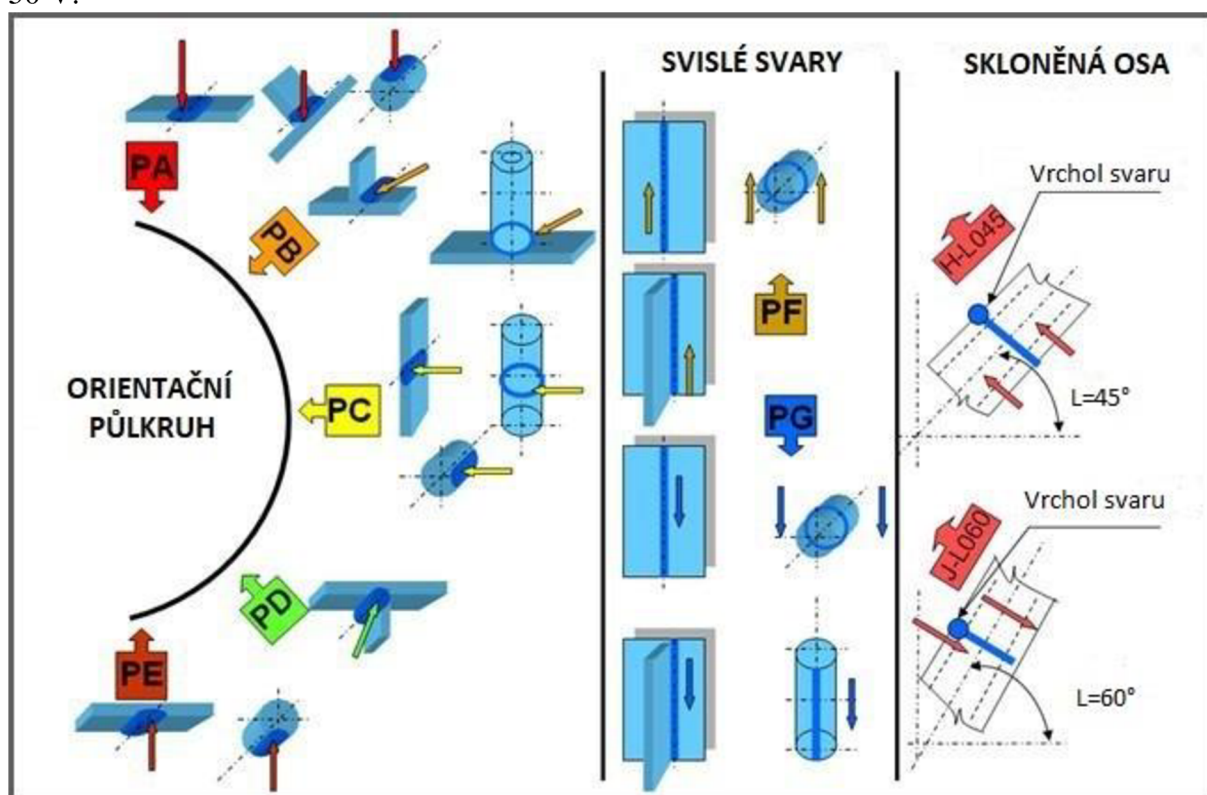 30 V.
PA
PB
ORIENTAČNÍ
PŮLKRUH
PC
PD
PE
SVISLÉ SVARY
PF
PG
SKLONĚNÁ OSA
Vrchol svaru
H-L045
L=45°
Vrchol svaru
J-L060
L=60°